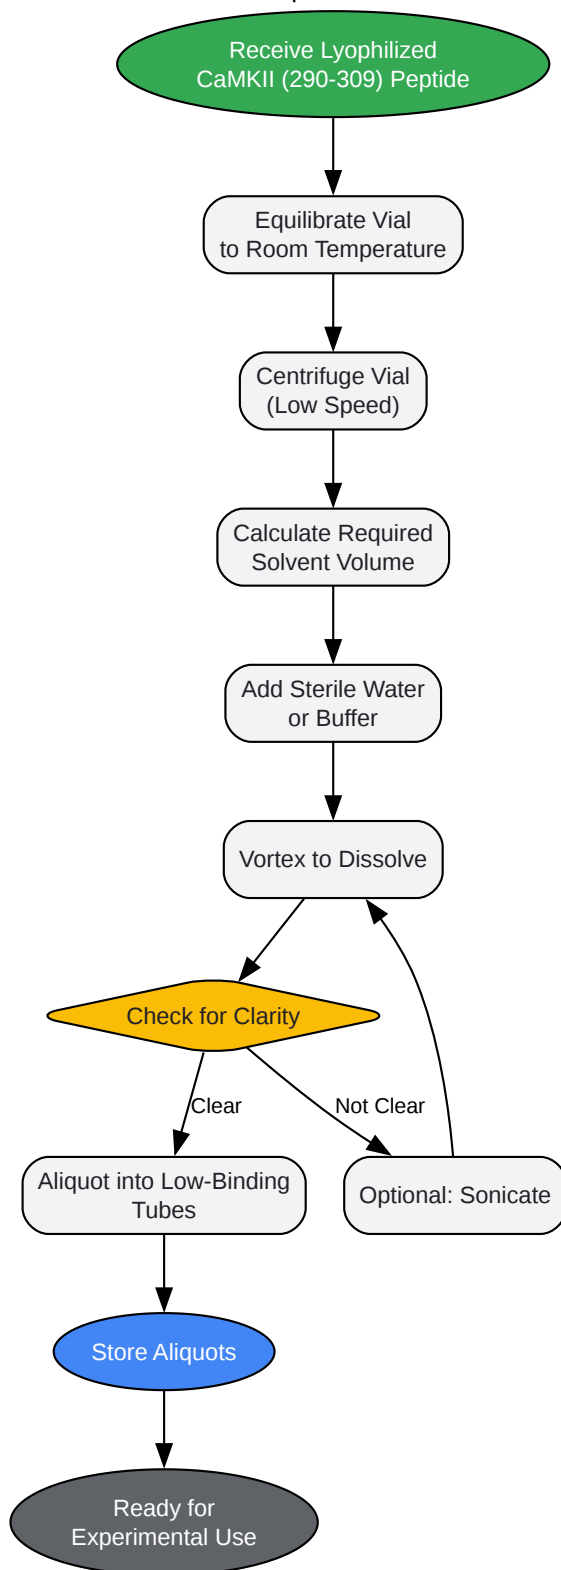 Receive Lyophilized
CaMKII (290-309) Peptide
Equilibrate Vial
to Room Temperature
Centrifuge Vial
(Low Speed)
Calculate Required
Solvent Volume
Add Sterile Water
or Buffer
Vortex to Dissolve
Check for Clarity
Clear
Not Clear
Aliquot into Low-Binding
Tubes
Optional: Sonicate
Store Aliquots
Ready for
Experimental Use